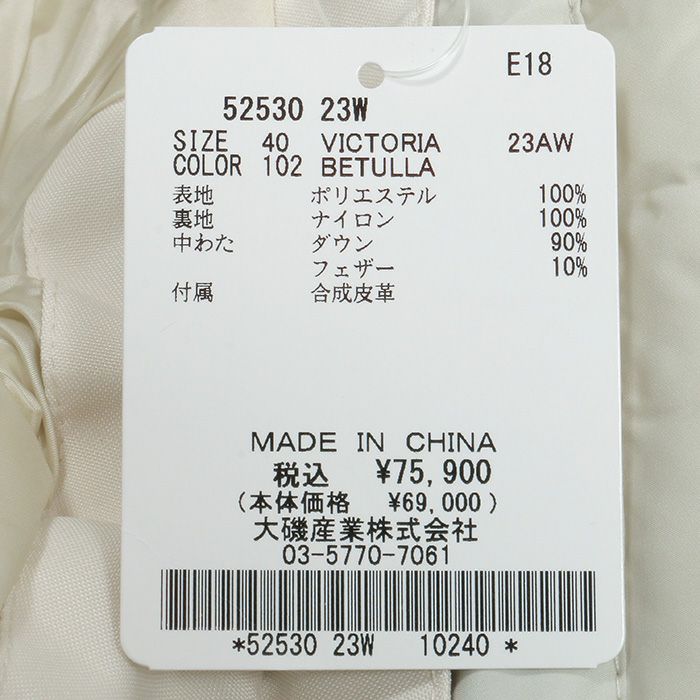 E18
52530 23W
SIZE 40 VICTORIA 23AW
COLOR 102 BETULLA
表地 ポリエステル 100%
裏地 ナイロン 100%
中わた ダウン 90%
フェザー 10%
付属 合成皮革
MADE IN CHINA
税込 ¥75,900
(本体価格 ¥69,000)
大磯産業株式会社
03-5770-7061
*52530 23W 10240 *